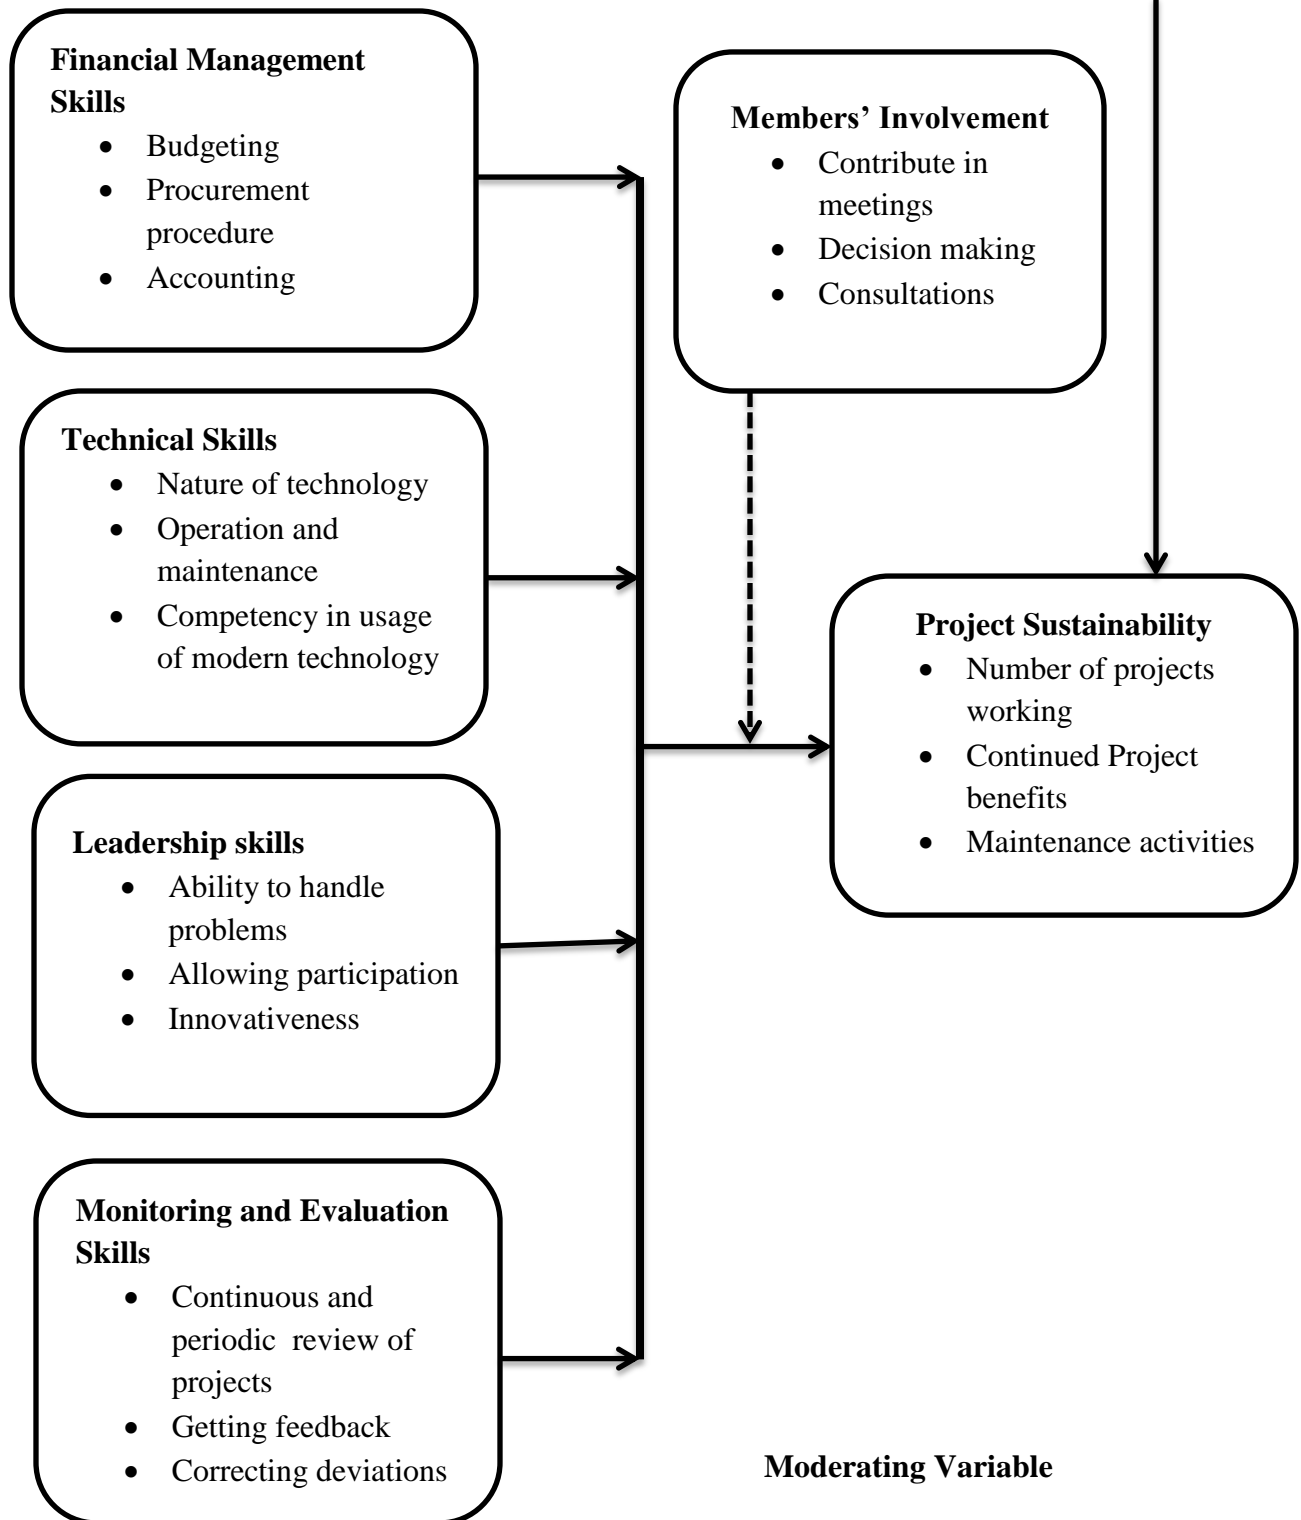 Financial Management
Skills
• Budgeting
• Procurement
procedure
• Accounting
Members’ Involvement
• Contribute in
meetings
• Decision making
• Consultations
Technical Skills
• Nature of technology
• Operation and
maintenance
• Competency in usage
of modern technology
Project Sustainability
• Number of projects
working
• Continued Project
benefits
• Maintenance activities
Leadership skills
• Ability to handle
problems
• Allowing participation
• Innovativeness
Monitoring and Evaluation
Skills
• Continuous and
periodic  review of
projects
• Getting feedback
• Correcting deviations
Moderating Variable